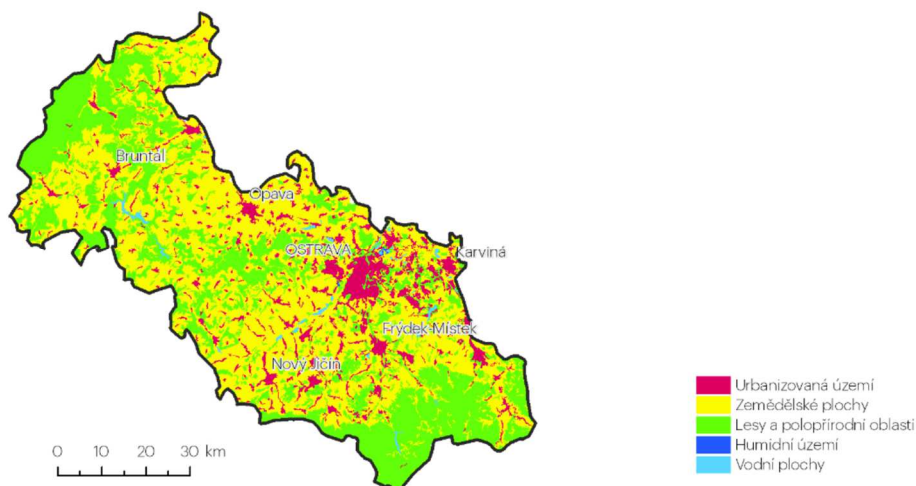 Bruntál
Opava
OSTRAVA
Karviná
Frýdek-Místek
Nový Jičín
Urbanizovaná území
Zemědělské plochy
Lesy a polopřírodní oblasti
Humidní území
Vodní plochy
0 10 20 30 km